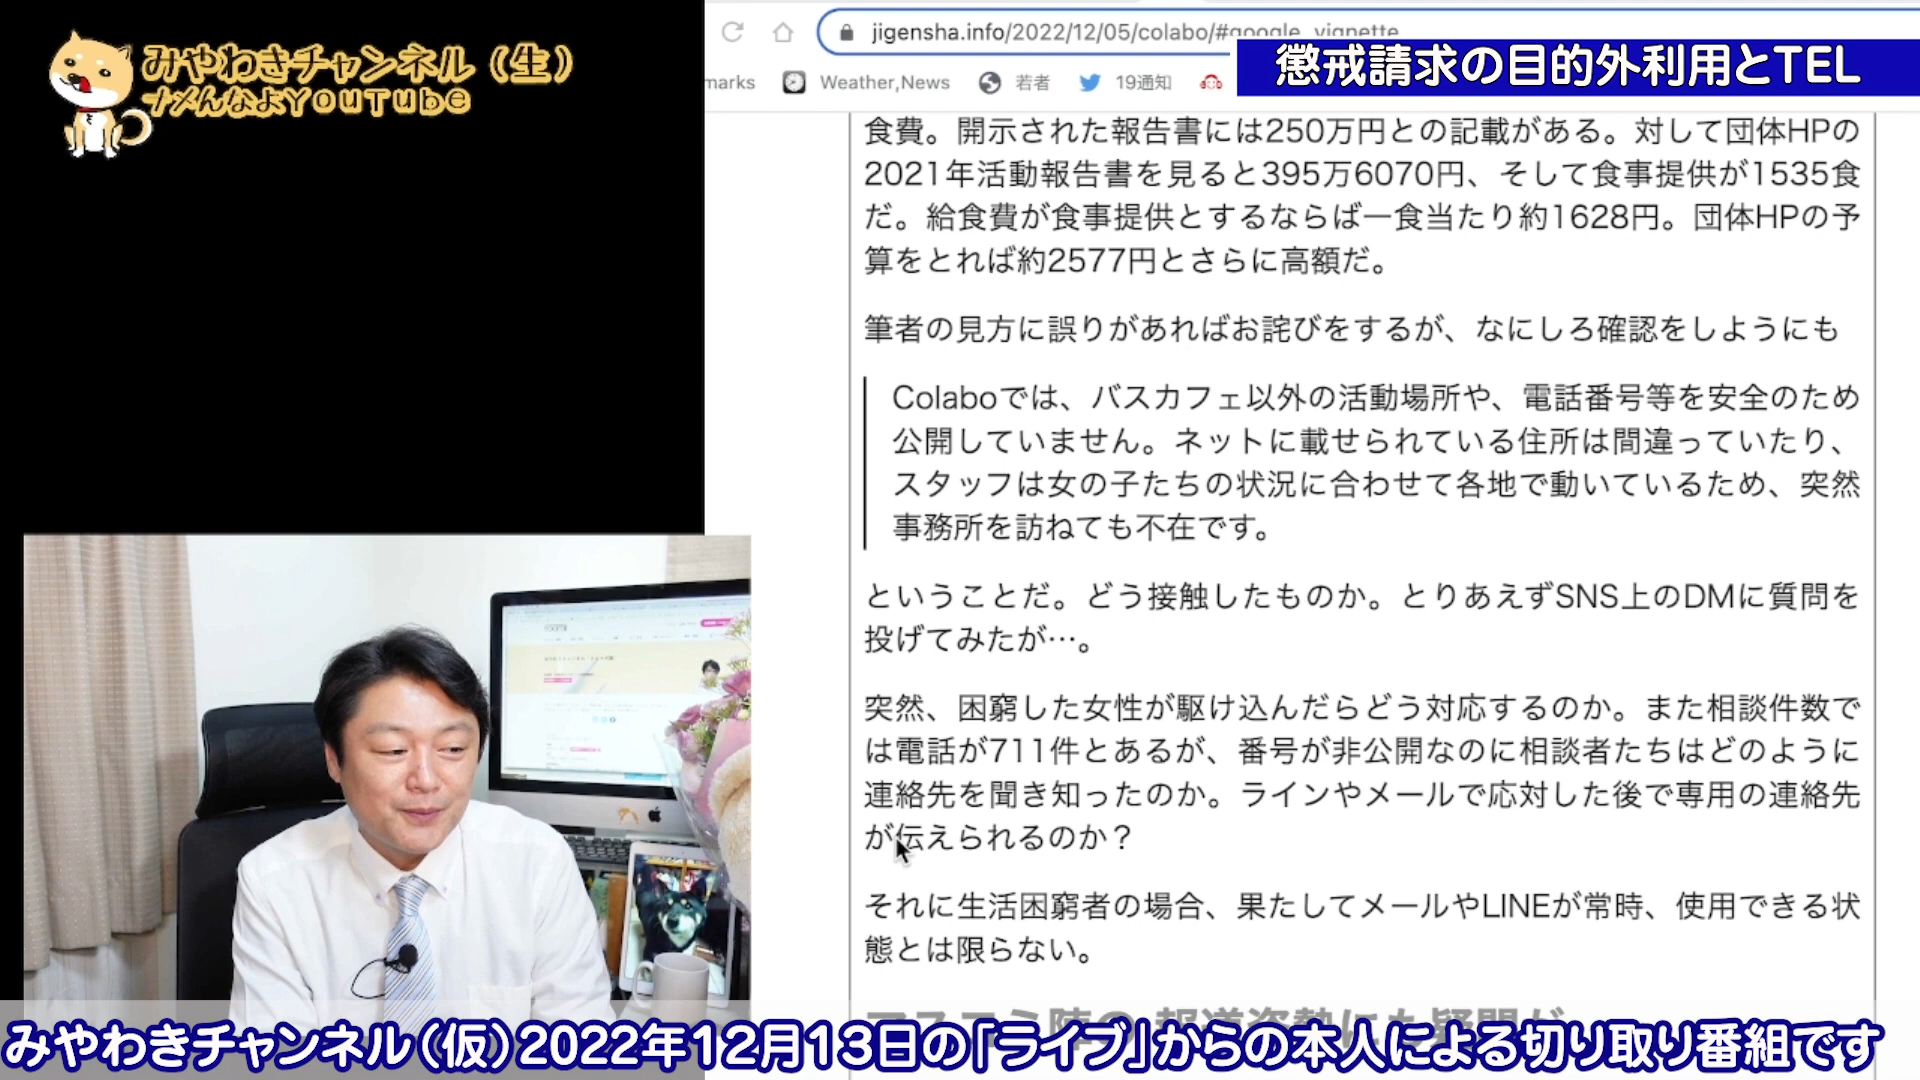 みやわきチャンネル（生）
ナメんなよYouTube
jigensha.info/2022/12/05/colabo/#google_vignette
懲戒請求の目的外利用とTEL
marks Weather,News 若者 19通知
食費。開示された報告書には250万円との記載がある。対して団体HPの
2021年活動報告書を見ると395万6070円、そして食事提供が1535食
だ。給食費が食事提供とするならば一食当たり約1628円。団体HPの予
算をとれば約2577円とさらに高額だ。
筆者の見方に誤りがあればお詫びをするが、なにしろ確認をしようにも
Colaboでは、バスカフェ以外の活動場所や、電話番号等を安全のため
公開していません。ネットに載せられている住所は間違っていたり、
スタッフは女の子たちの状況に合わせて各地で動いているため、突然
事務所を訪ねても不在です。
ということだ。どう接触したものか。とりあえずSNS上のDMに質問を
投げてみたが…。
突然、困窮した女性が駆け込んだらどう対応するのか。また相談件数で
は電話が711件とあるが、番号が非公開なのに相談者たちはどのように
連絡先を聞き知ったのか。ラインやメールで応対した後で専用の連絡先
が伝えられるのか？
それに生活困窮者の場合、果たしてメールやLINEが常時、使用できる状
態とは限らない。
みやわきチャンネル（仮）2022年12月13日の「ライブ」からの本人による切り取り番組です